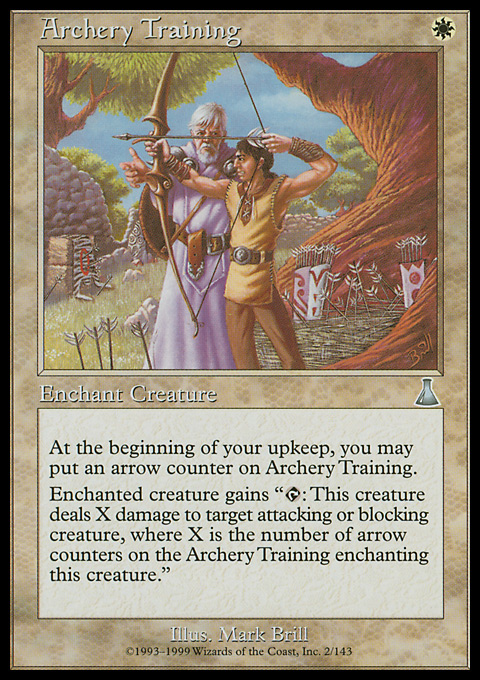 Archery Training
Enchant Creature
At the beginning of your upkeep, you may
put an arrow counter on Archery Training.
Enchanted creature gains “: This creature
deals X damage to target attacking or blocking
creature, where X is the number of arrow
counters on the Archery Training enchanting
this creature.”
Illus. Mark Brill
©1993–1999 Wizards of the Coast, Inc. 2/143